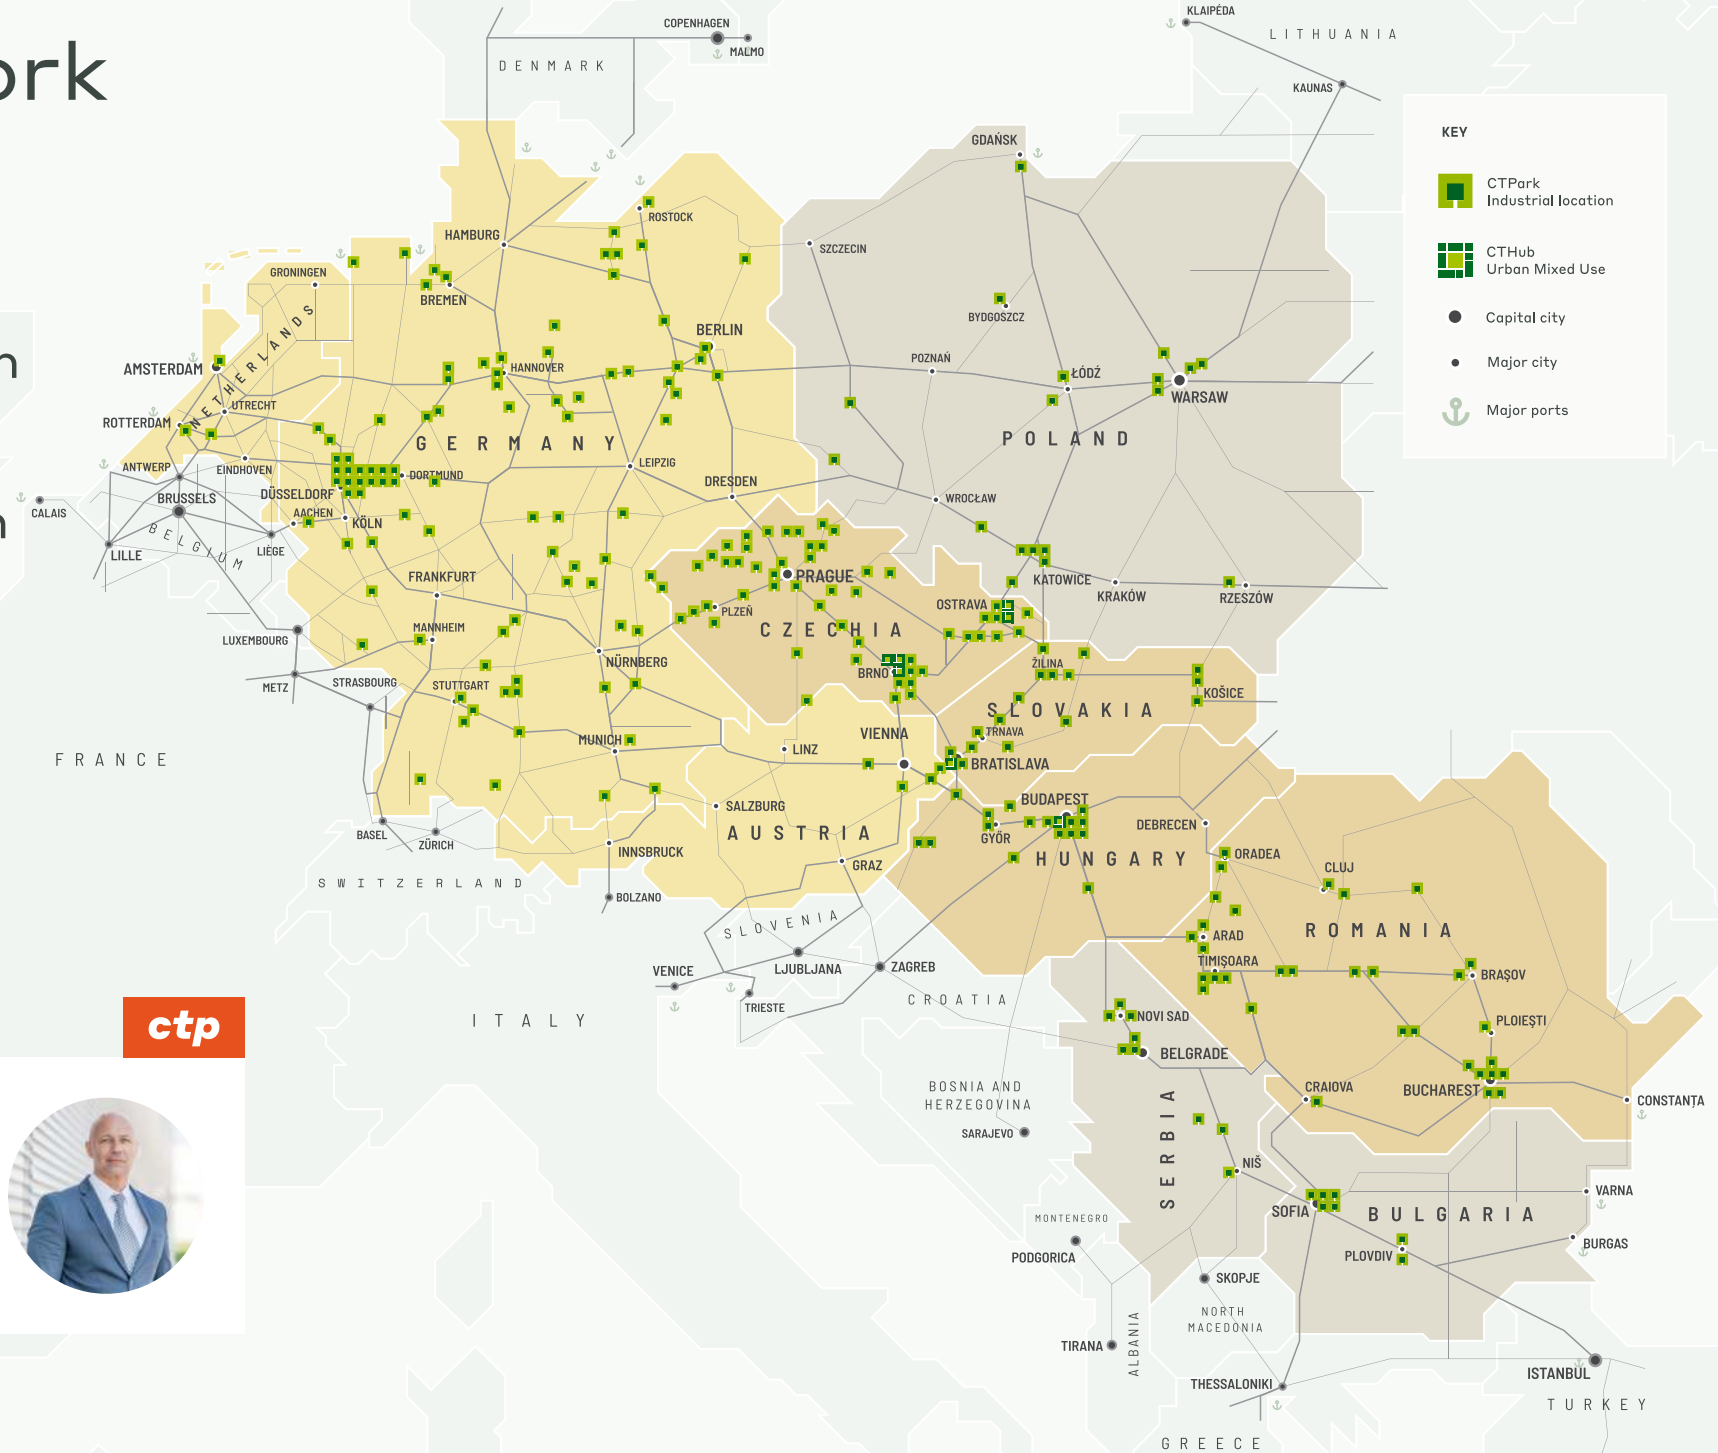 ork
n
n
COPENHAGEN
MALMO
DENMARK
KLAIPĖDA
LITHUANIA
KAUNAS
KEY
CTPark
Industrial location
CTHub
Urban Mixed Use
Capital city
Major city
Major ports
GDAŃSK
ROSTOCK
HAMBURG
SZCZECIN
GRONINGEN
BREMEN
BYDGOSZCZ
BERLIN
NETHERLANDS
AMSTERDAM
HANNOVER
POZNAŃ
ŁÓDŹ
WARSAW
UTRECHT
ROTTERDAM
GERMANY
POLAND
ANTWERP
EINDHOVEN
DORTMUND
LEIPZIG
DRESDEN
BRUSSELS
DÜSSELDORF
WROCŁAW
CALAIS
AACHEN
KÖLN
BELGIUM
LILLE
LIÈGE
FRANKFURT
PRAGUE
KATOWICE
KRAKÓW
RZESZÓW
OSTRAVA
PLZEŇ
CZECHIA
LUXEMBOURG
MANNHEIM
NÜRNBERG
BRNO
ŽILINA
METZ
STRASBOURG
STUTTGART
KOŠICE
SLOVAKIA
TRNAVA
VIENNA
MUNICH
LINZ
BRATISLAVA
FRANCE
SALZBURG
BUDAPEST
DEBRECEN
BASEL
ZÜRICH
AUSTRIA
GYÖR
HUNGARY
ORADEA
INNSBRUCK
GRAZ
CLUJ
SWITZERLAND
BOLZANO
SLOVENIA
ROMANIA
ARAD
TIMIȘOARA
VENICE
LJUBLJANA
ZAGREB
BRAȘOV
TRIESTE
CROATIA
NOVI SAD
PLOIEȘTI
ITALY
ctp
BELGRADE
BOSNIA AND
HERZEGOVINA
CRAIOVA
BUCHAREST
CONSTANȚA
SARAJEVO
SERBIA
NIŠ
VARNA
SOFIA
BULGARIA
MONTENEGRO
PODGORICA
PLOVDIV
BURGAS
SKOPJE
NORTH
MACEDONIA
TIRANA
ALBANIA
ISTANBUL
THESSALONIKI
TURKEY
GREECE